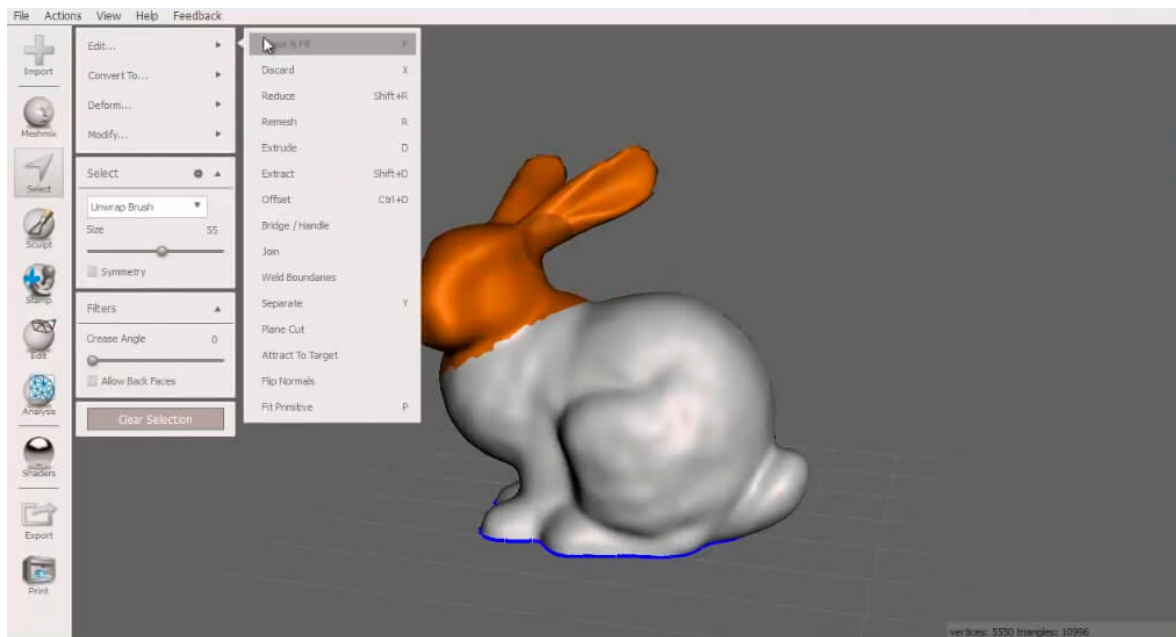 File Actions View Help Feedback
Import
Meshmix
Select
Sculpt
Stamp
Edit
Analysis
Shaders
Export
Print
Edit...
Convert To...
Deform...
Modify...
Select
Unwrap Brush
Size 55
Symmetry
Filters
Crease Angle 0
Allow Back Faces
Clear Selection
& Fill F
Discard X
Reduce Shift+R
Remesh R
Extrude D
Extract Shift+D
Offset Ctrl+D
Bridge / Handle
Join
Weld Boundaries
Separate Y
Plane Cut
Attract To Target
Flip Normals
Fit Primitive P
vertices: 5550 triangles: 10996